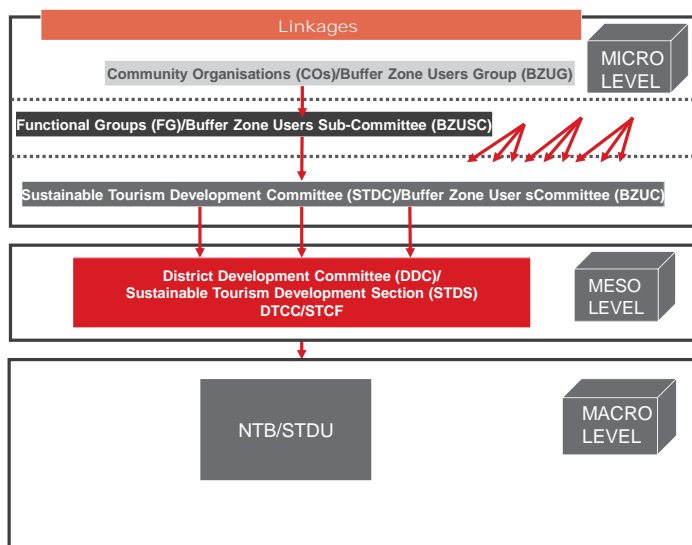 Linkages
Community Organisations (COs)/Buffer Zone Users Group (BZUG)
MICRO
LEVEL
Functional Groups (FG)/Buffer Zone Users Sub-Committee (BZUSC)
Sustainable Tourism Development Committee (STDC)/Buffer Zone User sCommittee (BZUC)
District Development Committee (DDC)/
Sustainable Tourism Development Section (STDS)
DTCC/STCF
MESO
LEVEL
NTB/STDU
MACRO
LEVEL